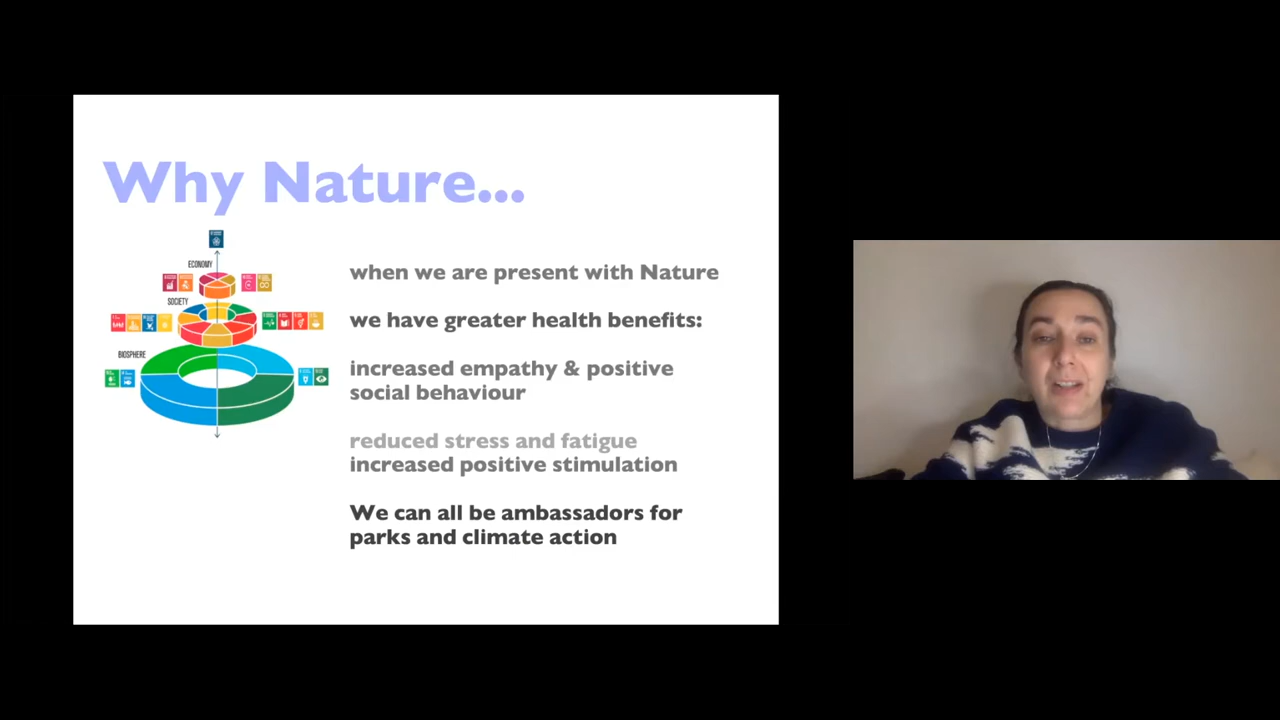 Why Nature...
ECONOMY
SOCIETY
BIOSPHERE
when we are present with Nature
we have greater health benefits:
increased empathy & positive
social behaviour
reduced stress and fatigue
increased positive stimulation
We can all be ambassadors for
parks and climate action